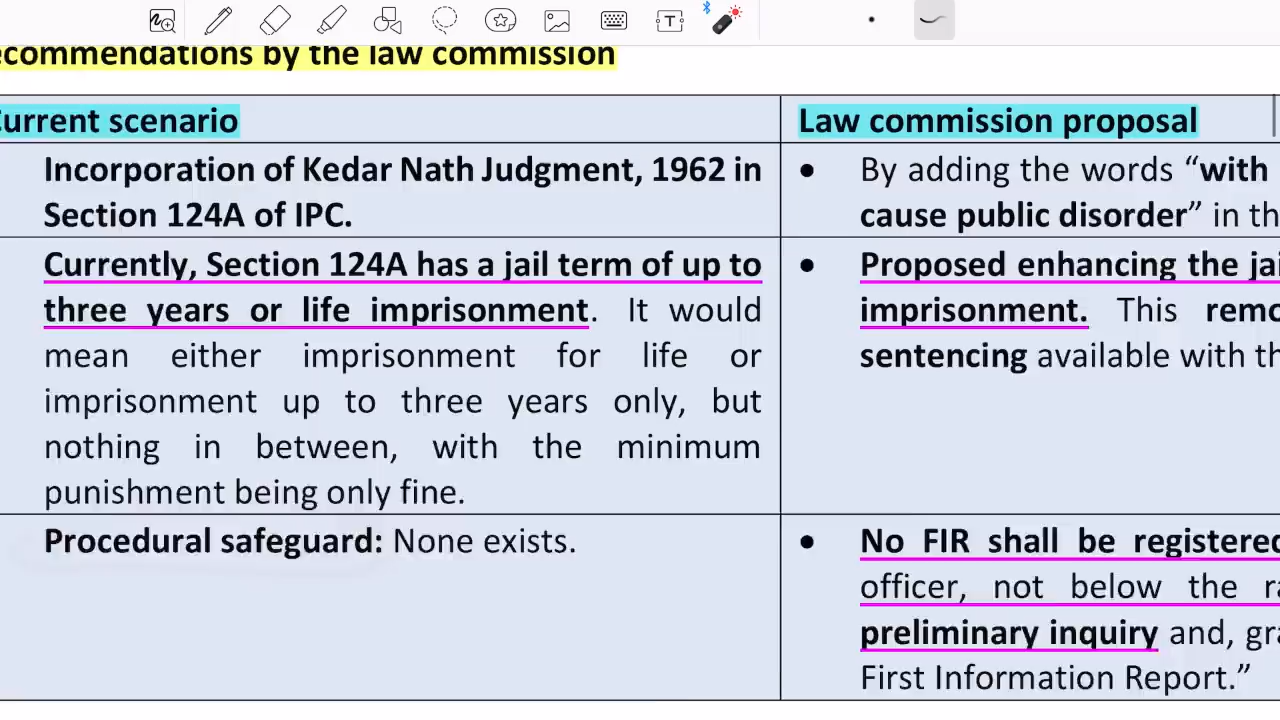 ecommendations by the law commission
Current scenario
Law commission proposal
Incorporation of Kedar Nath Judgment, 1962 in
Section 124A of IPC.
• By adding the words “with
cause public disorder” in th
Currently, Section 124A has a jail term of up to
three years or life imprisonment. It would
mean either imprisonment for life or
imprisonment up to three years only, but
nothing in between, with the minimum
punishment being only fine.
• Proposed enhancing the jai
imprisonment. This remo
sentencing available with th
Procedural safeguard: None exists.
• No FIR shall be registered
officer, not below the ra
preliminary inquiry and, gra
First Information Report.”